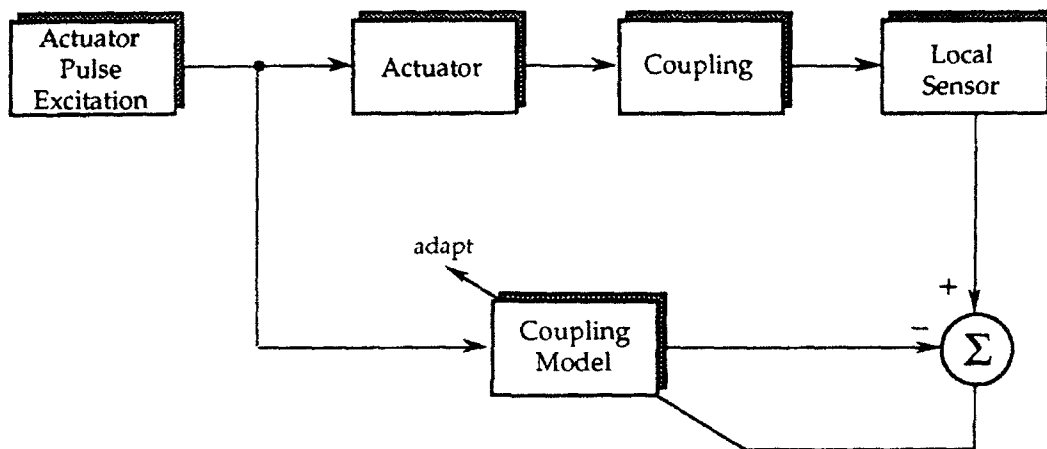 Actuator
Pulse
Excitation
Actuator
Coupling
Local
Sensor
adapt
+
−
Σ
Coupling
Model